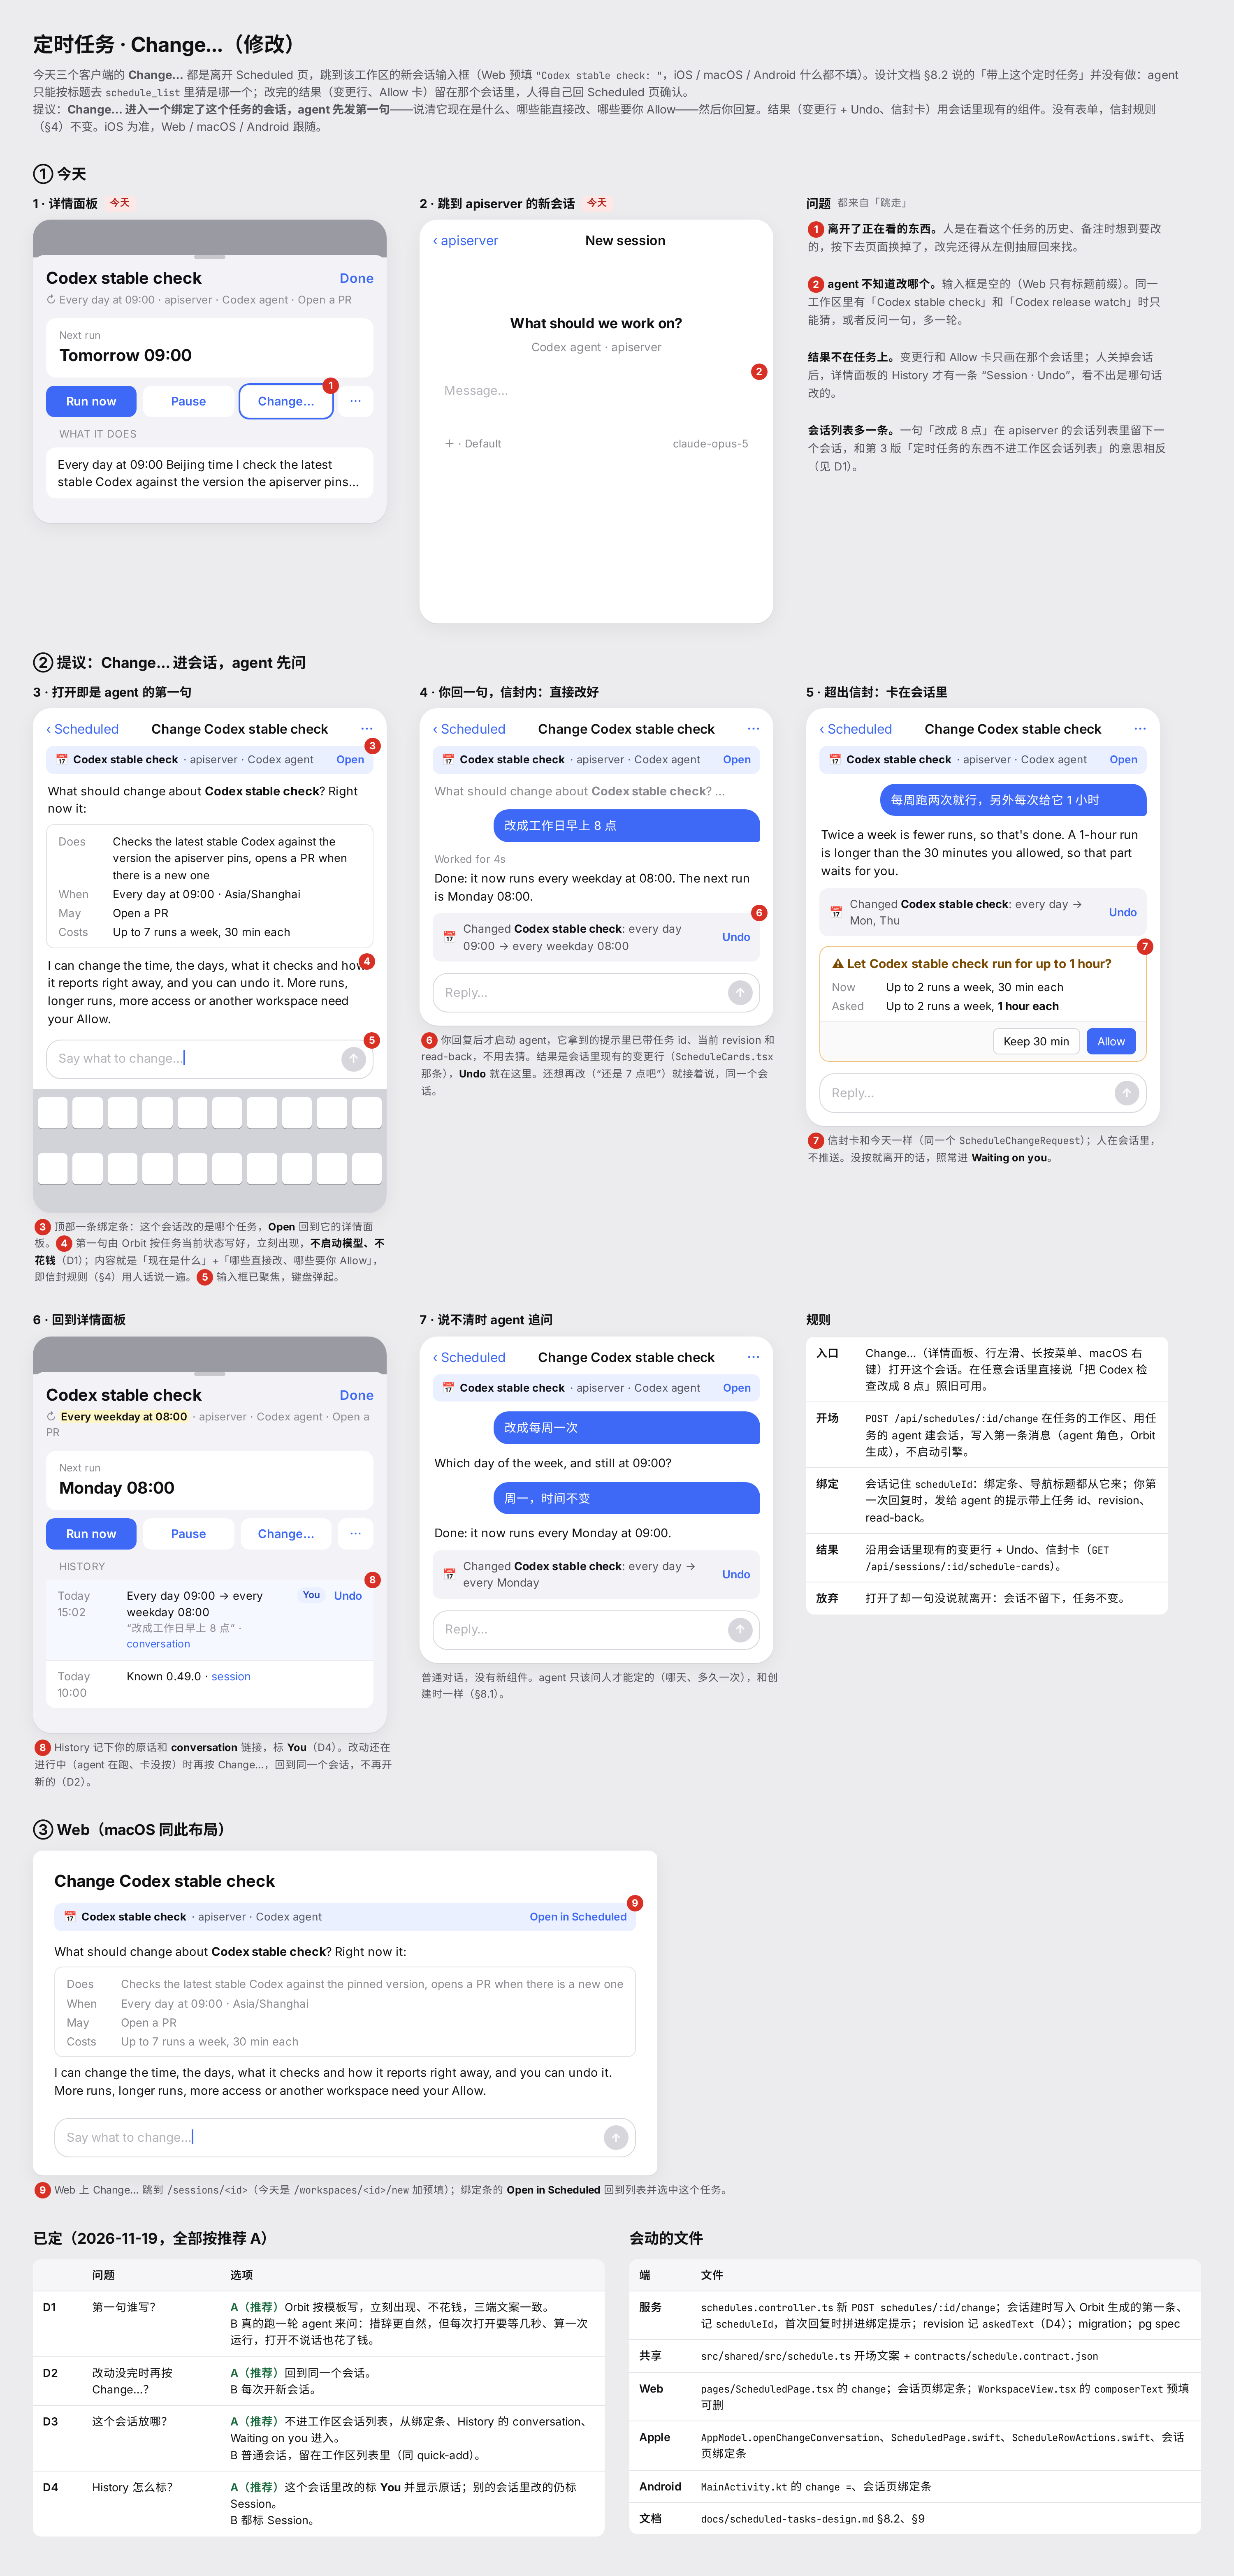 定时任务 · Change…（修改）
今天三个客户端的 Change… 都是离开 Scheduled 页，跳到该工作区的新会话输入框（Web 预填 "Codex stable check: "，iOS / macOS / Android 什么都不填）。设计文档 §8.2 说的「带上这个定时任务」并没有做：agent
只能按标题去 schedule_list 里猜是哪一个；改完的结果（变更行、Allow 卡）留在那个会话里，人得自己回 Scheduled 页确认。
提议：Change… 进入一个绑定了这个任务的会话，agent 先发第一句——说清它现在是什么、哪些能直接改、哪些要你 Allow——然后你回复。结果（变更行 + Undo、信封卡）用会话里现有的组件。没有表单，信封规则
（§4）不变。iOS 为准，Web / macOS / Android 跟随。
① 今天
1 · 详情面板 今天
Codex stable check Done
↻ Every day at 09:00 · apiserver · Codex agent · Open a PR
Next run
Tomorrow 09:00
1
Run now Pause Change… ···
WHAT IT DOES
Every day at 09:00 Beijing time I check the latest
stable Codex against the version the apiserver pins…
2 · 跳到 apiserver 的新会话 今天
‹ apiserver New session
What should we work on?
Codex agent · apiserver
2
Message…
＋ · Default claude-opus-5
问题 都来自「跳走」
1 离开了正在看的东西。人是在看这个任务的历史、备注时想到要改
的，按下去页面换掉了，改完还得从左侧抽屉回来找。
2 agent 不知道改哪个。输入框是空的（Web 只有标题前缀）。同一
工作区里有「Codex stable check」和「Codex release watch」时只
能猜，或者反问一句，多一轮。
结果不在任务上。变更行和 Allow 卡只画在那个会话里；人关掉会话
后，详情面板的 History 才有一条 “Session · Undo”，看不出是哪句话
改的。
会话列表多一条。一句「改成 8 点」在 apiserver 的会话列表里留下一
个会话，和第 3 版「定时任务的东西不进工作区会话列表」的意思相反
（见 D1）。
② 提议：Change… 进会话，agent 先问
3 · 打开即是 agent 的第一句
‹ Scheduled Change Codex stable check ···
3
📅 Codex stable check · apiserver · Codex agent Open
What should change about Codex stable check? Right
now it:
Does Checks the latest stable Codex against the
version the apiserver pins, opens a PR when
there is a new one
When Every day at 09:00 · Asia/Shanghai
May Open a PR
Costs Up to 7 runs a week, 30 min each
4
I can change the time, the days, what it checks and how
it reports right away, and you can undo it. More runs,
longer runs, more access or another workspace need
your Allow.
5
Say what to change…
3 顶部一条绑定条：这个会话改的是哪个任务，Open 回到它的详情面
板。4 第一句由 Orbit 按任务当前状态写好，立刻出现，不启动模型、不
花钱（D1）；内容就是「现在是什么」+「哪些直接改、哪些要你 Allow」，
即信封规则（§4）用人话说一遍。5 输入框已聚焦，键盘弹起。
4 · 你回一句，信封内：直接改好
‹ Scheduled Change Codex stable check ···
📅 Codex stable check · apiserver · Codex agent Open
What should change about Codex stable check? …
改成工作日早上 8 点
Worked for 4s
Done: it now runs every weekday at 08:00. The next run
is Monday 08:00.
6
📅 Changed Codex stable check: every day
09:00 → every weekday 08:00 Undo
Reply…
6 你回复后才启动 agent，它拿到的提示里已带任务 id、当前 revision 和
read-back，不用去猜。结果是会话里现有的变更行（ScheduleCards.tsx
那条），Undo 就在这里。还想再改（“还是 7 点吧”）就接着说，同一个会
话。
5 · 超出信封：卡在会话里
‹ Scheduled Change Codex stable check ···
📅 Codex stable check · apiserver · Codex agent Open
每周跑两次就行，另外每次给它 1 小时
Twice a week is fewer runs, so that's done. A 1-hour run
is longer than the 30 minutes you allowed, so that part
waits for you.
📅 Changed Codex stable check: every day →
Mon, Thu Undo
7
⚠ Let Codex stable check run for up to 1 hour?
Now Up to 2 runs a week, 30 min each
Asked Up to 2 runs a week, 1 hour each
Keep 30 min Allow
Reply…
7 信封卡和今天一样（同一个 ScheduleChangeRequest）；人在会话里，
不推送。没按就离开的话，照常进 Waiting on you。
6 · 回到详情面板
Codex stable check Done
↻ Every weekday at 08:00 · apiserver · Codex agent · Open a
PR
Next run
Monday 08:00
Run now Pause Change… ···
HISTORY
8
Today 15:02 Every day 09:00 → every
weekday 08:00 You Undo
“改成工作日早上 8 点” ·
conversation
Today 10:00 Known 0.49.0 · session
8 History 记下你的原话和 conversation 链接，标 You（D4）。改动还在
进行中（agent 在跑、卡没按）时再按 Change…，回到同一个会话，不再开
新的（D2）。
7 · 说不清时 agent 追问
‹ Scheduled Change Codex stable check ···
📅 Codex stable check · apiserver · Codex agent Open
改成每周一次
Which day of the week, and still at 09:00?
周一，时间不变
Done: it now runs every Monday at 09:00.
📅 Changed Codex stable check: every day →
every Monday Undo
Reply…
普通对话，没有新组件。agent 只该问人才能定的（哪天、多久一次），和创
建时一样（§8.1）。
规则
入口 Change…（详情面板、行左滑、长按菜单、macOS 右
键）打开这个会话。在任意会话里直接说「把 Codex 检
查改成 8 点」照旧可用。
开场 POST /api/schedules/:id/change 在任务的工作区、用任
务的 agent 建会话，写入第一条消息（agent 角色，Orbit
生成），不启动引擎。
绑定 会话记住 scheduleId：绑定条、导航标题都从它来；你第
一次回复时，发给 agent 的提示带上任务 id、revision、
read-back。
结果 沿用会话里现有的变更行 + Undo、信封卡（GET
/api/sessions/:id/schedule-cards）。
放弃 打开了却一句没说就离开：会话不留下，任务不变。
③ Web（macOS 同此布局）
Change Codex stable check
9
📅 Codex stable check · apiserver · Codex agent Open in Scheduled
What should change about Codex stable check? Right now it:
Does Checks the latest stable Codex against the pinned version, opens a PR when there is a new one
When Every day at 09:00 · Asia/Shanghai
May Open a PR
Costs Up to 7 runs a week, 30 min each
I can change the time, the days, what it checks and how it reports right away, and you can undo it.
More runs, longer runs, more access or another workspace need your Allow.
Say what to change…
9 Web 上 Change… 跳到 /sessions/<id>（今天是 /workspaces/<id>/new 加预填）；绑定条的 Open in Scheduled 回到列表并选中这个任务。
已定（2026-11-19，全部按推荐 A）
问题 选项
D1 第一句谁写？ A（推荐）Orbit 按模板写，立刻出现、不花钱，三端文案一致。
B 真的跑一轮 agent 来问：措辞更自然，但每次打开要等几秒、算一次
运行，打开不说话也花了钱。
D2 改动没完时再按
Change…？ A（推荐）回到同一个会话。
B 每次开新会话。
D3 这个会话放哪？ A（推荐）不进工作区会话列表，从绑定条、History 的 conversation、
Waiting on you 进入。
B 普通会话，留在工作区列表里（同 quick-add）。
D4 History 怎么标？ A（推荐）这个会话里改的标 You 并显示原话；别的会话里改的仍标
Session。
B 都标 Session。
会动的文件
端 文件
服务 schedules.controller.ts 新 POST schedules/:id/change；会话建时写入 Orbit 生成的第一条、
记 scheduleId，首次回复时拼进绑定提示；revision 记 askedText（D4）；migration；pg spec
共享 src/shared/src/schedule.ts 开场文案 + contracts/schedule.contract.json
Web pages/ScheduledPage.tsx 的 change；会话页绑定条；WorkspaceView.tsx 的 composerText 预填
可删
Apple AppModel.openChangeConversation、ScheduledPage.swift、ScheduleRowActions.swift、会话
页绑定条
Android MainActivity.kt 的 change =、会话页绑定条
文档 docs/scheduled-tasks-design.md §8.2、§9